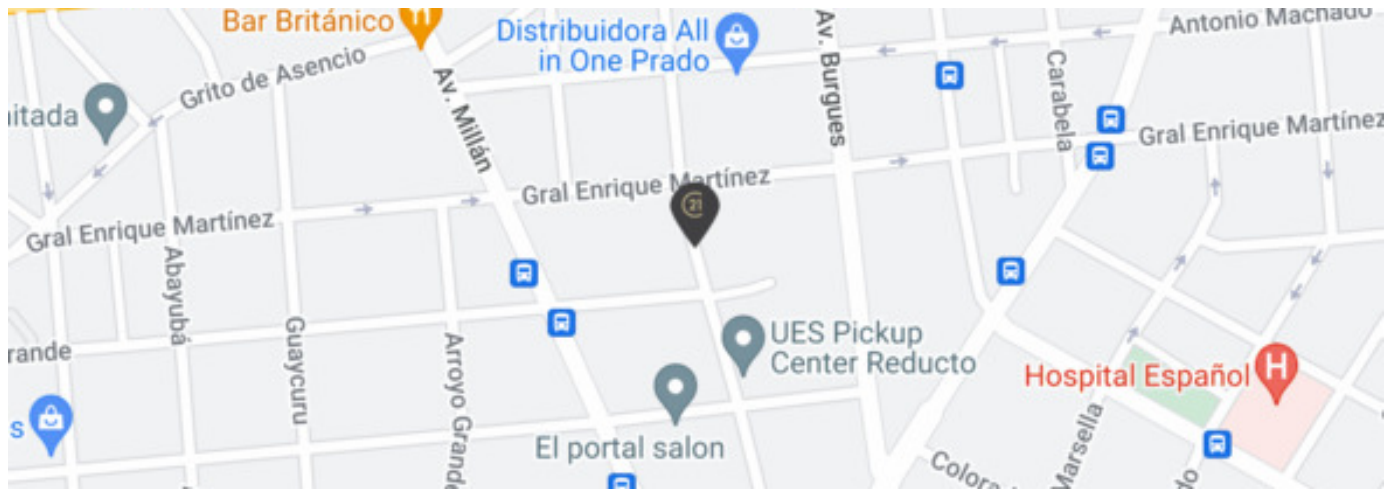 Bar Británico
Distribuidora All
in One Prado
Antonio Machado
Grito de Asencio
Av. Millán
Av. Burgues
Carabela
Gral Enrique Martínez
Gral Enrique Martínez
Gral Enrique Martínez
21
Abayubá
Guaycuru
Arroyo Grande
UES Pickup
Center Reducto
Hospital Español
H
El portal salon
Marsella